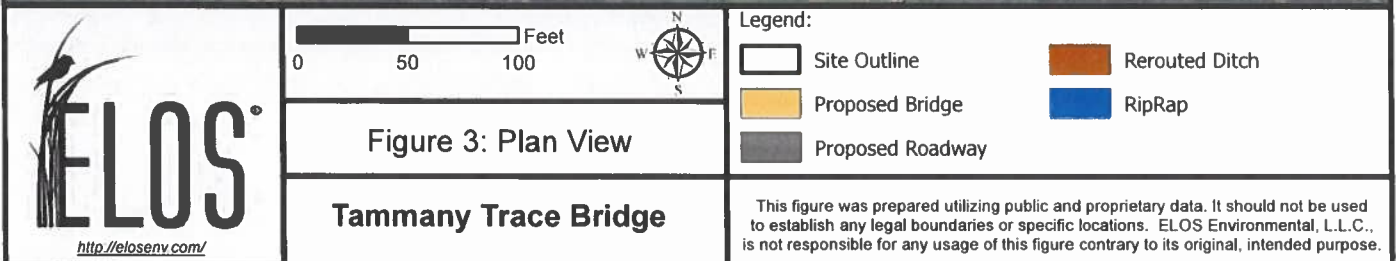 ELOS®
http://elosenv.com/
Feet
0 50 100
N
W E
S
Figure 3: Plan View
Tammany Trace Bridge
Legend:
Site Outline
Proposed Bridge
Proposed Roadway
Rerouted Ditch
RipRap
This figure was prepared utilizing public and proprietary data. It should not be used
to establish any legal boundaries or specific locations. ELOS Environmental, L.L.C.,
is not responsible for any usage of this figure contrary to its original, intended purpose.